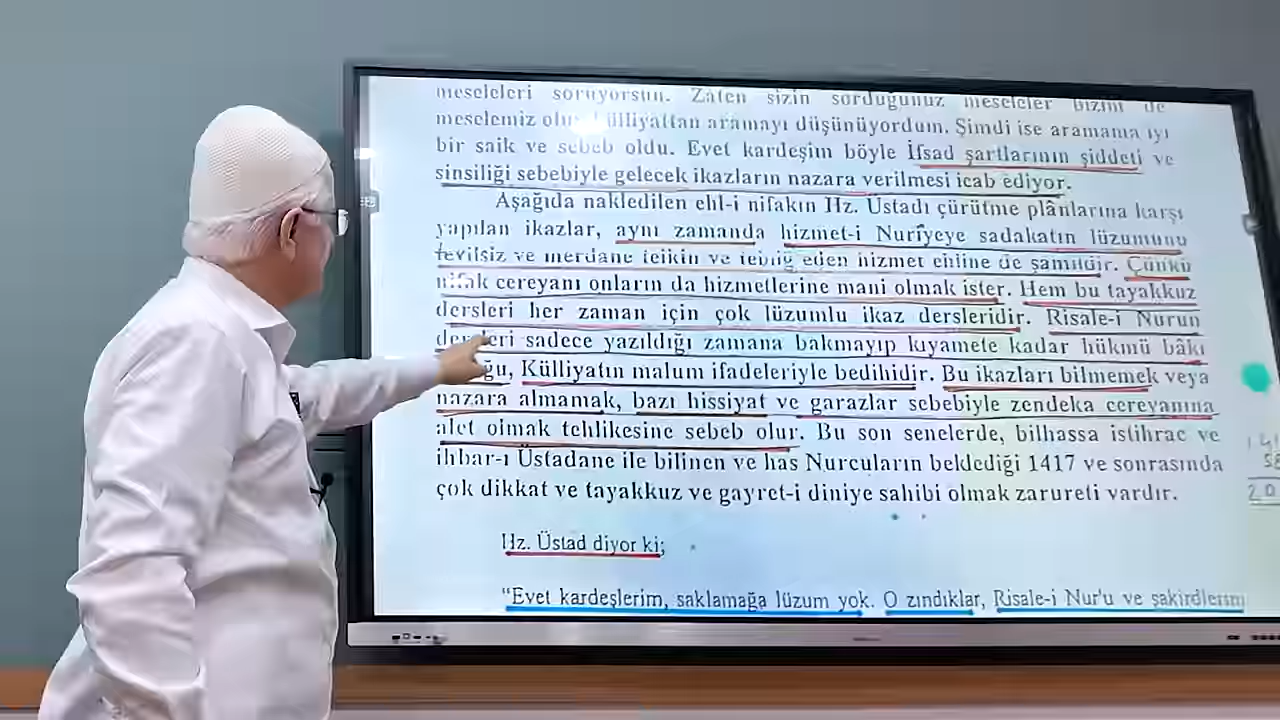 meseleleri soruyorsun. Zaten sizin sorduğunuz meseleler bizim de
meselemiz külliyattan aramayı düşünüyordum. Şimdi ise aramama iyi
bir saik ve sebeb oldu. Evet kardeşim böyle İfsad şartlarının şiddeti ve
sinsiliği sebebiyle gelecek ikazların nazara verilmesi icab ediyor.
Aşağıda nakledilen ehl-i nifakın Hz. Üstadı çürütme plânlarına karşı
yapılan ikazlar, aynı zamanda hizmet-i Nuriyeye sadakatın lüzumunu
tevilsiz ve merdane telkin ve tebliğ eden hizmet ehline de şamildir. Çünkü
nifak cereyanı onların da hizmetlerine mani olmak ister. Hem bu tayakkuz
dersleri her zaman için çok lüzumlu ikaz dersleridir. Risale-i Nurun
dersleri sadece yazıldığı zamana bakmayıp kıyamete kadar hükmü bâki
ğu, Külliyatın malum ifadeleriyle bedihidir. Bu ikazları bilmemek veya
nazara almamak, bazı hissiyat ve garazlar sebebiyle zendeka cereyanına
alet olmak tehlikesine sebeb olur. Bu son senelerde, bilhassa istihrac ve
ihbar-ı Üstadane ile bilinen ve has Nurcuların beklediği 1417 ve sonrasında
çok dikkat ve tayakkuz ve gayret-i diniye sahibi olmak zarureti vardır.
Hz. Üstad diyor ki;
"Evet kardeşlerim, saklamağa lüzum yok. O zındıklar, Risale-i Nur'u ve şakirdlerini